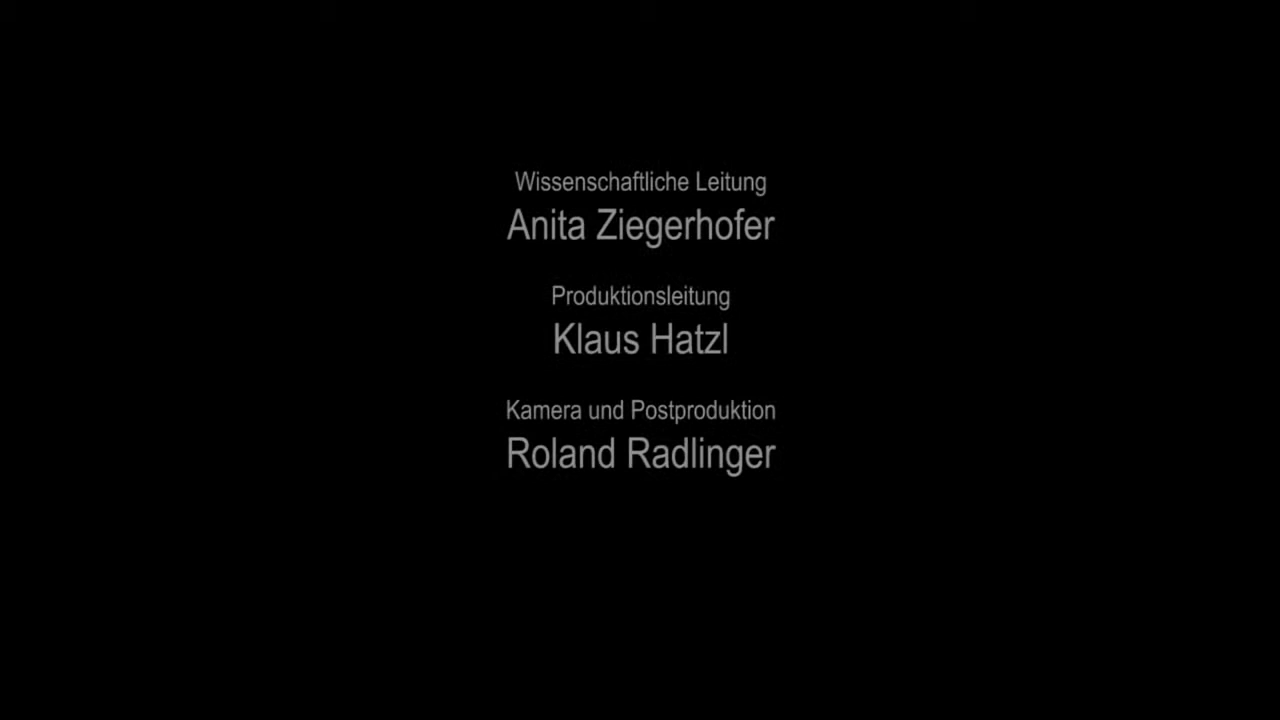 Wissenschaftliche Leitung
Anita Ziegerhofer
Produktionsleitung
Klaus Hatzl
Kamera und Postproduktion
Roland Radlinger